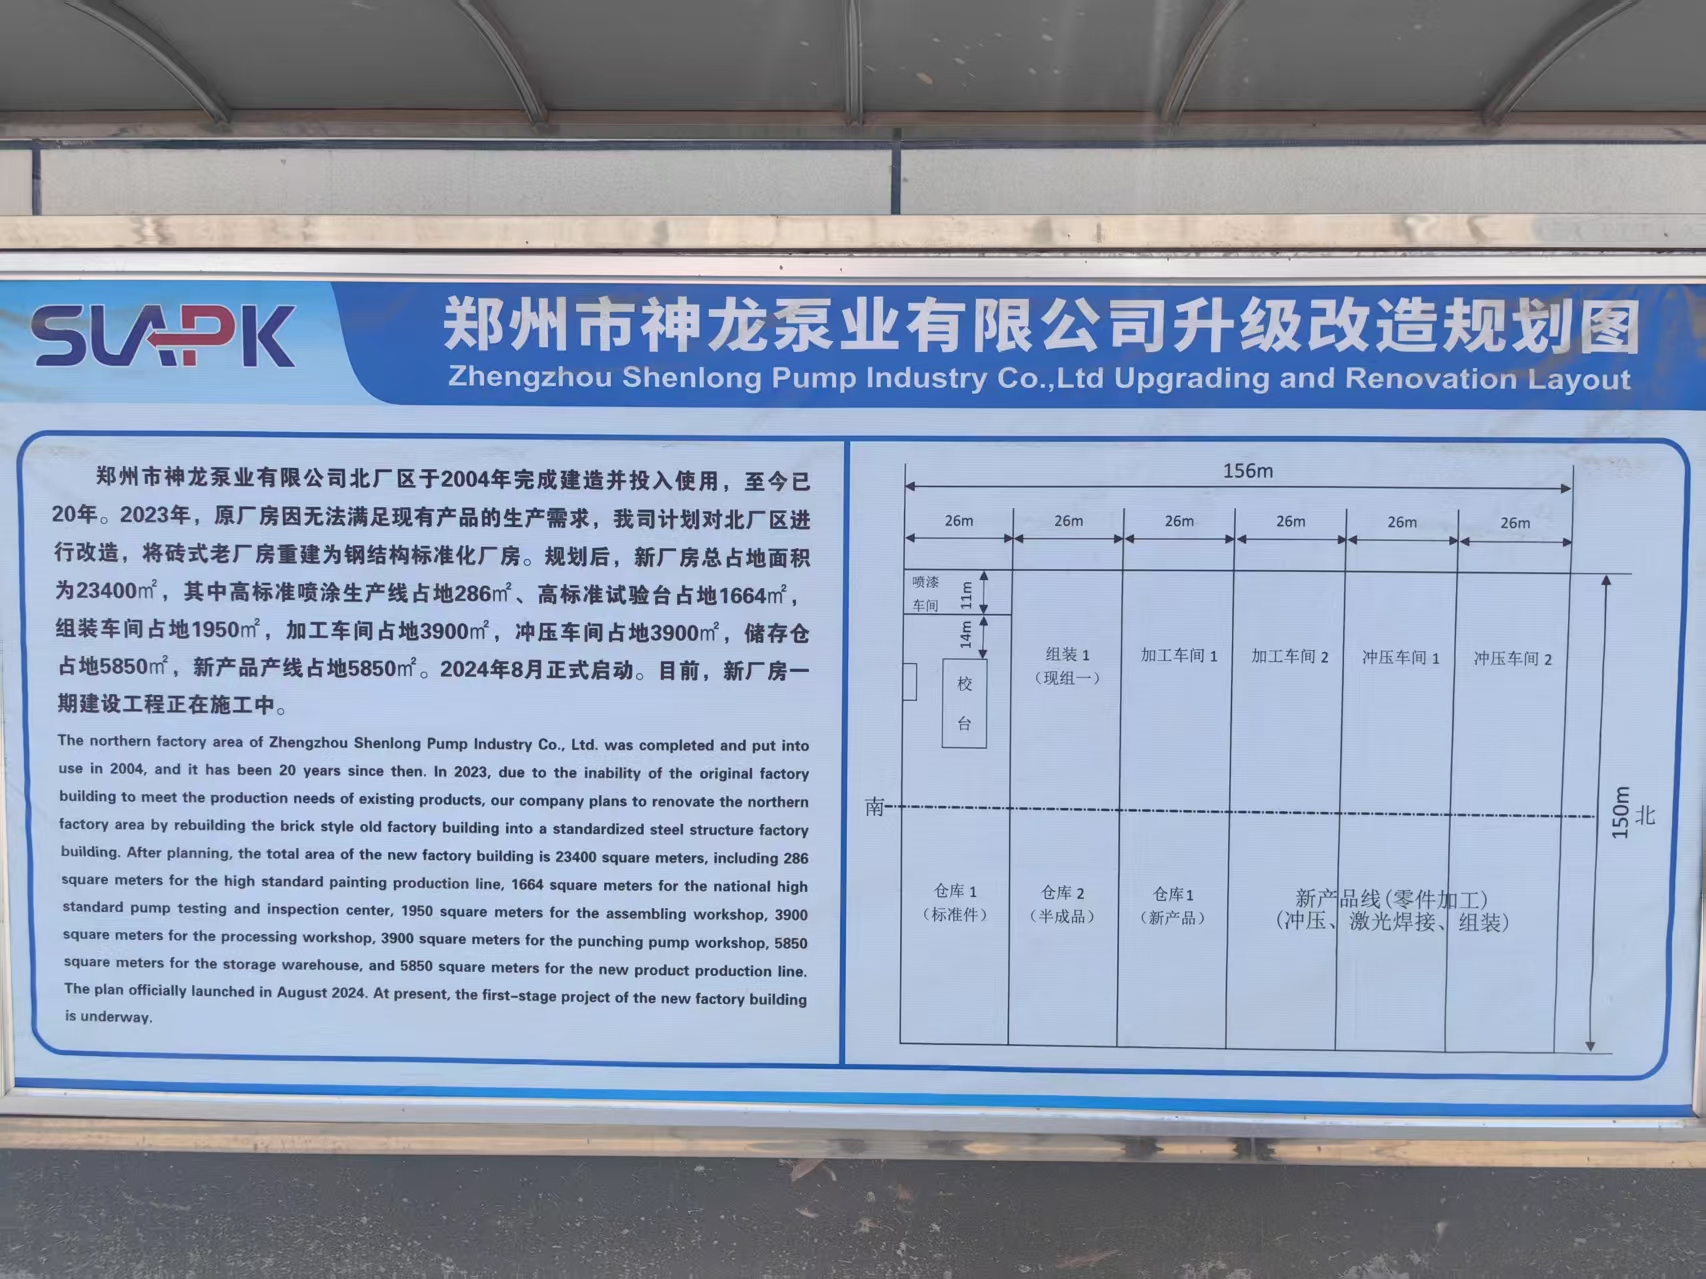 SLAPK
郑州市神龙泵业有限公司升级改造规划图
Zhengzhou Shenlong Pump Industry Co.,Ltd Upgrading and Renovation Layout
郑州市神龙泵业有限公司北厂区于2004年完成建造并投入使用，至今已
20年。2023年，原厂房因无法满足现有产品的生产需求，我司计划对北厂区进
行改造，将砖式老厂房重建为钢结构标准化厂房。规划后，新厂房总占地面积
为23400㎡，其中高标准喷涂生产线占地286㎡、高标准试验台占地1664㎡，
组装车间占地1950㎡，加工车间占地3900㎡，冲压车间占地3900㎡，储存仓
占地5850㎡，新产品产线占地5850㎡。2024年8月正式启动。目前，新厂房一
期建设工程正在施工中。
The northern factory area of Zhengzhou Shenlong Pump Industry Co., Ltd. was completed and put into
use in 2004, and it has been 20 years since then. In 2023, due to the inability of the original factory
building to meet the production needs of existing products, our company plans to renovate the northern
factory area by rebuilding the brick style old factory building into a standardized steel structure factory
building. After planning, the total area of the new factory building is 23400 square meters, including 286
square meters for the high standard painting production line, 1664 square meters for the national high
standard pump testing and inspection center, 1950 square meters for the assembling workshop, 3900
square meters for the processing workshop, 3900 square meters for the punching pump workshop, 5850
square meters for the storage warehouse, and 5850 square meters for the new product production line.
The plan officially launched in August 2024. At present, the first-stage project of the new factory building
is underway.
156m
26m 26m 26m 26m 26m 26m
喷漆
车间
11m
14m
校
台
组装 1
（现组一）
加工车间 1
加工车间 2
冲压车间 1
冲压车间 2
南
北
150m
仓库 1
（标准件）
仓库 2
（半成品）
仓库1
（新产品）
新产品线(零件加工)
(冲压、激光焊接、组装)